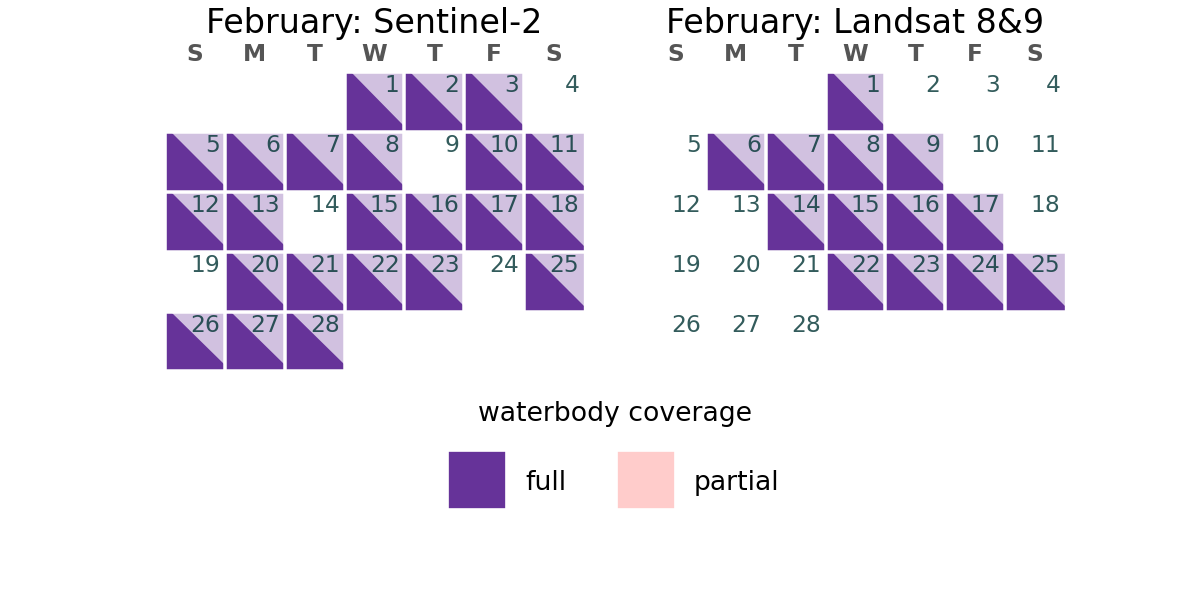 February: Sentinel-2
S M T W T F S
1 2 3 4
5 6 7 8 9 10 11
12 13 14 15 16 17 18
19 20 21 22 23 24 25
26 27 28
February: Landsat 8&9
S M T W T F S
1 2 3 4
5 6 7 8 9 10 11
12 13 14 15 16 17 18
19 20 21 22 23 24 25
26 27 28
waterbody coverage
full partial